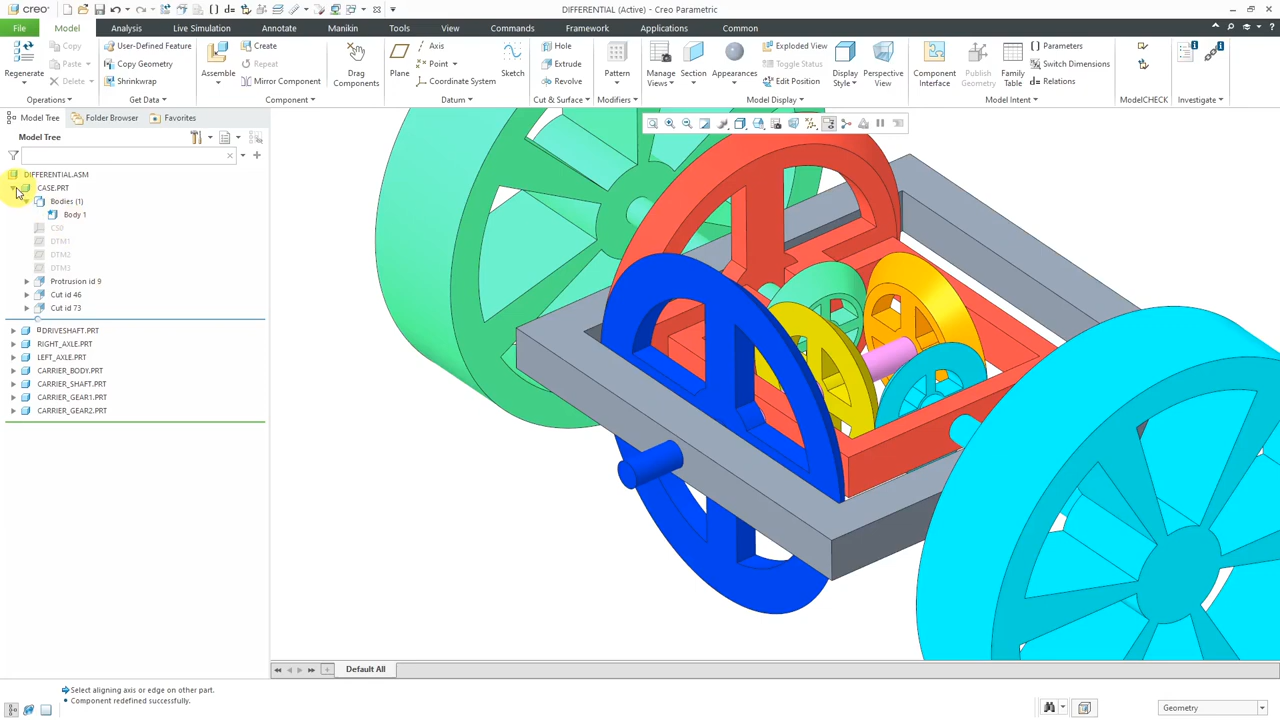 creo
DIFFERENTIAL (Active) - Creo Parametric
File Model Analysis Live Simulation Annotate Manikin Tools View Commands Framework Applications Common
Regenerate
Copy
Paste
Delete
Operations
User-Defined Feature
Copy Geometry
Shrinkwrap
Get Data
Assemble
Create
Repeat
Mirror Component
Component
Drag Components
Plane
Axis
Point
Coordinate System
Sketch
Datum
Hole
Extrude
Revolve
Cut & Surface
Pattern
Modifiers
Manage Views
Section
Appearances
Exploded View
Toggle Status
Edit Position
Display Style
Perspective View
Model Display
Component Interface
Publish Geometry
Family Table
Parameters
Switch Dimensions
Relations
Model Intent
ModelCHECK
Investigate
Model Tree Folder Browser Favorites
Model Tree
DIFFERENTIAL.ASM
CASE.PRT
Bodies (1)
Body 1
CS0
DTM1
DTM2
DTM3
Protrusion id 9
Cut id 46
Cut id 73
DRIVESHAFT.PRT
RIGHT_AXLE.PRT
LEFT_AXLE.PRT
CARRIER_BODY.PRT
CARRIER_SHAFT.PRT
CARRIER_GEAR1.PRT
CARRIER_GEAR2.PRT
Default All
Select aligning axis or edge on other part.
Component redefined successfully.
Geometry